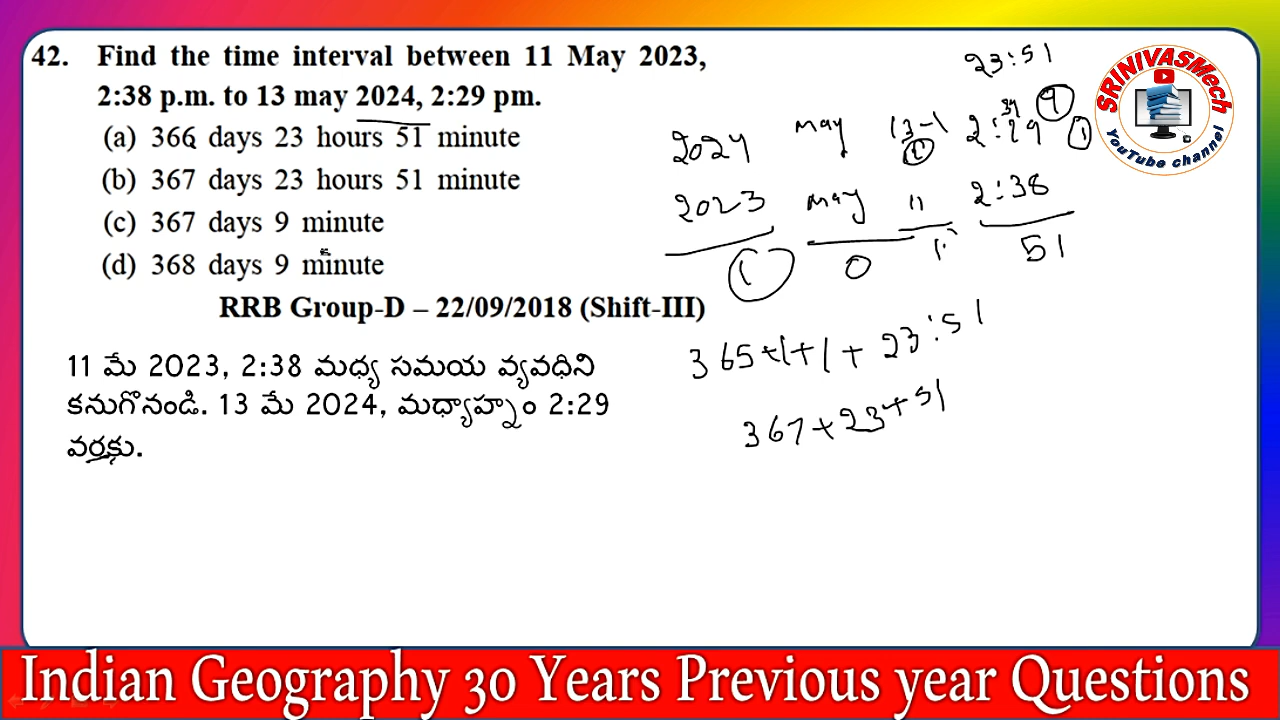 42. Find the time interval between 11 May 2023,
2:38 p.m. to 13 may 2024, 2:29 pm.
(a) 366 days 23 hours 51 minute
(b) 367 days 23 hours 51 minute
(c) 367 days 9 minute
(d) 368 days 9 minute
RRB Group-D – 22/09/2018 (Shift-III)
11 మే 2023, 2:38 మధ్య సమయ వ్యవధిని
కనుగొనండి. 13 మే 2024, మధ్యాహ్నం 2:29
వరకు.
23:51
2024 may 13-1 2:29
2023 may 11 2:38
1 0 1 51
365+1+1+ 23:51
367+23+51
SRINIVASMech
YouTube channel
Indian Geography 30 Years Previous year Questions